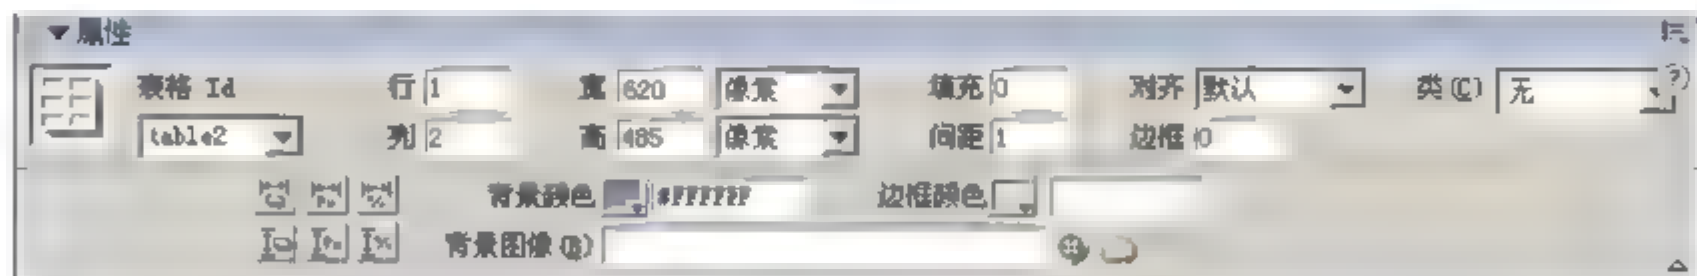 属性
表格 Id 行 1 宽 620 像素 填充 0 对齐 默认 类(C) 无
table2 列 2 高 485 像素 间距 1 边框 0
背景颜色 #FFFFFF 边框颜色
背景图像(B)